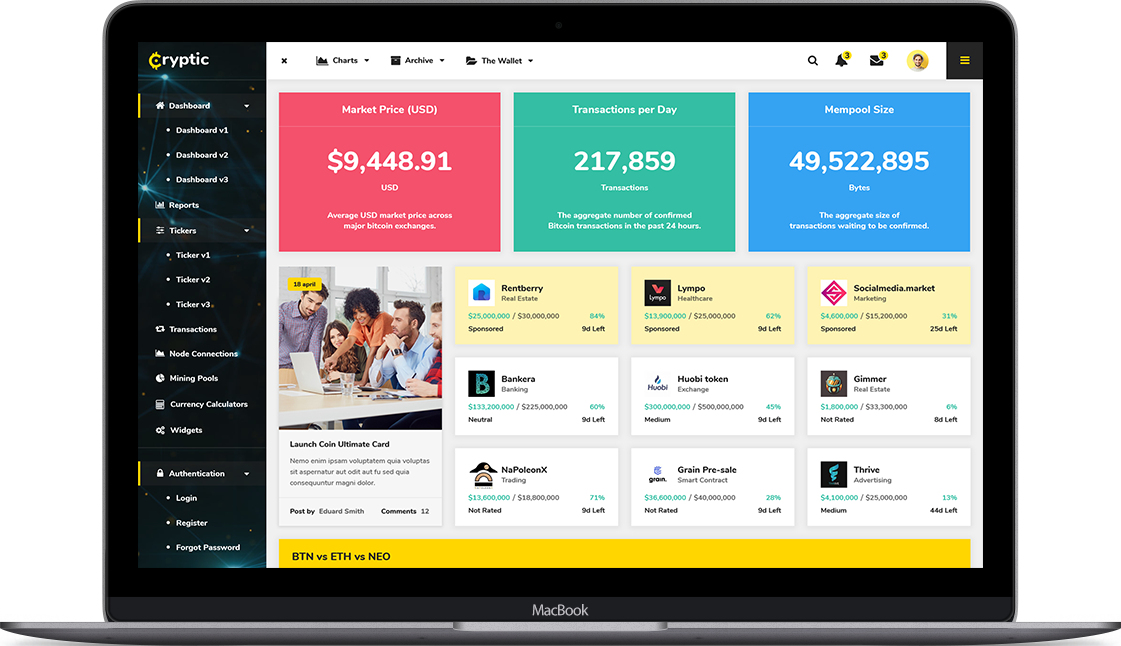 Cryptic
Charts
Archive
The Wallet
3
3
Dashboard
Dashboard v1
Dashboard v2
Dashboard v3
Reports
Tickers
Ticker v1
Ticker v2
Ticker v3
Transactions
Node Connections
Mining Pools
Currency Calculators
Widgets
Authentication
Login
Register
Forgot Password
Market Price (USD)
$9,448.91
USD
Average USD market price across
major bitcoin exchanges.
Transactions per Day
217,859
Transactions
The aggregate number of confirmed
Bitcoin transactions in the past 24 hours.
Mempool Size
49,522,895
Bytes
The aggregate size of
transactions waiting to be confirmed.
18 april
Launch Coin Ultimate Card
Nemo enim ipsam voluptatem quia voluptas
sit aspernatur aut odit aut fu sed quia
consequuntur magni dolor.
Post by Eduard Smith Comments 12
Rentberry
Real Estate
$25,000,000 / $30,000,000 84%
Sponsored 9d Left
Lympo
Lympo
Healthcare
$13,900,000 / $25,000,000 62%
Sponsored 9d Left
Socialmedia.market
Marketing
$4,600,000 / $15,200,000 31%
Sponsored 25d Left
Bankera
Banking
$133,200,000 / $225,000,000 60%
Neutral 9d Left
Huobi
Huobi token
Exchange
$300,000,000 / $500,000,000 45%
Medium 9d Left
Gimmer
Real Estate
$1,800,000 / $33,300,000 6%
Not Rated 8d Left
NaPoleonX
Trading
$13,600,000 / $18,800,000 71%
Not Rated 9d Left
grain.
Grain Pre-sale
Smart Contract
$36,600,000 / $40,000,000 28%
Not Rated 9d Left
Thrive
Advertising
$4,100,000 / $25,000,000 13%
Medium 44d Left
BTN vs ETH vs NEO
MacBook